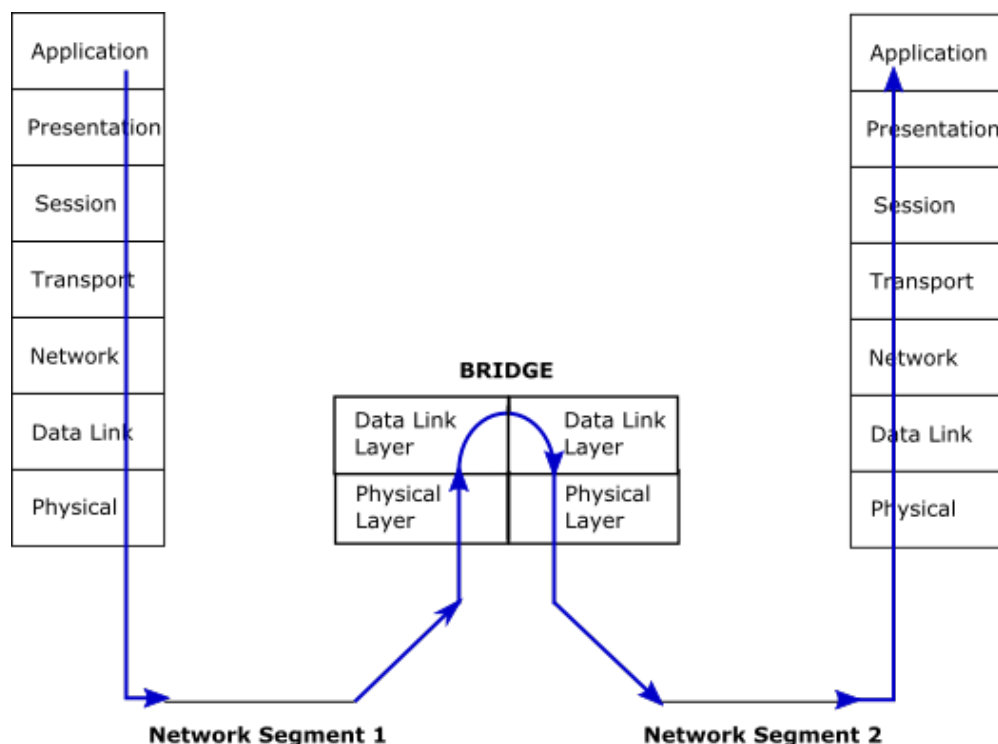 Application
Presentation
Session
Transport
Network
Data Link
Physical
BRIDGE
Data Link
Layer
Data Link
Layer
Physical
Layer
Physical
Layer
Application
Presentation
Session
Transport
Network
Data Link
Physical
Network Segment 1
Network Segment 2